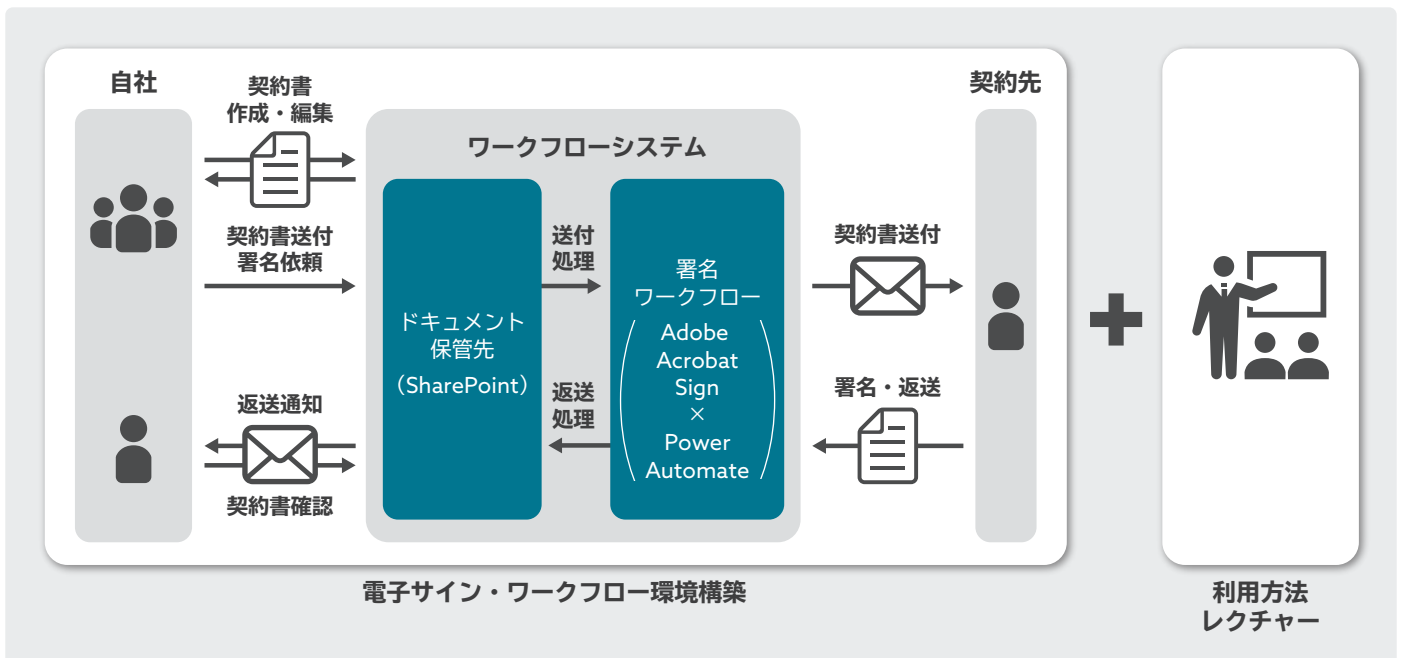 自社
契約書
作成・編集
契約書送付
署名依頼
返送通知
契約書確認
ワークフローシステム
ドキュメント
保管先
（SharePoint）
送付
処理
返送
処理
署名
ワークフロー
Adobe
Acrobat
Sign
×
Power
Automate
契約書送付
署名・返送
契約先
電子サイン・ワークフロー環境構築
利用方法
レクチャー